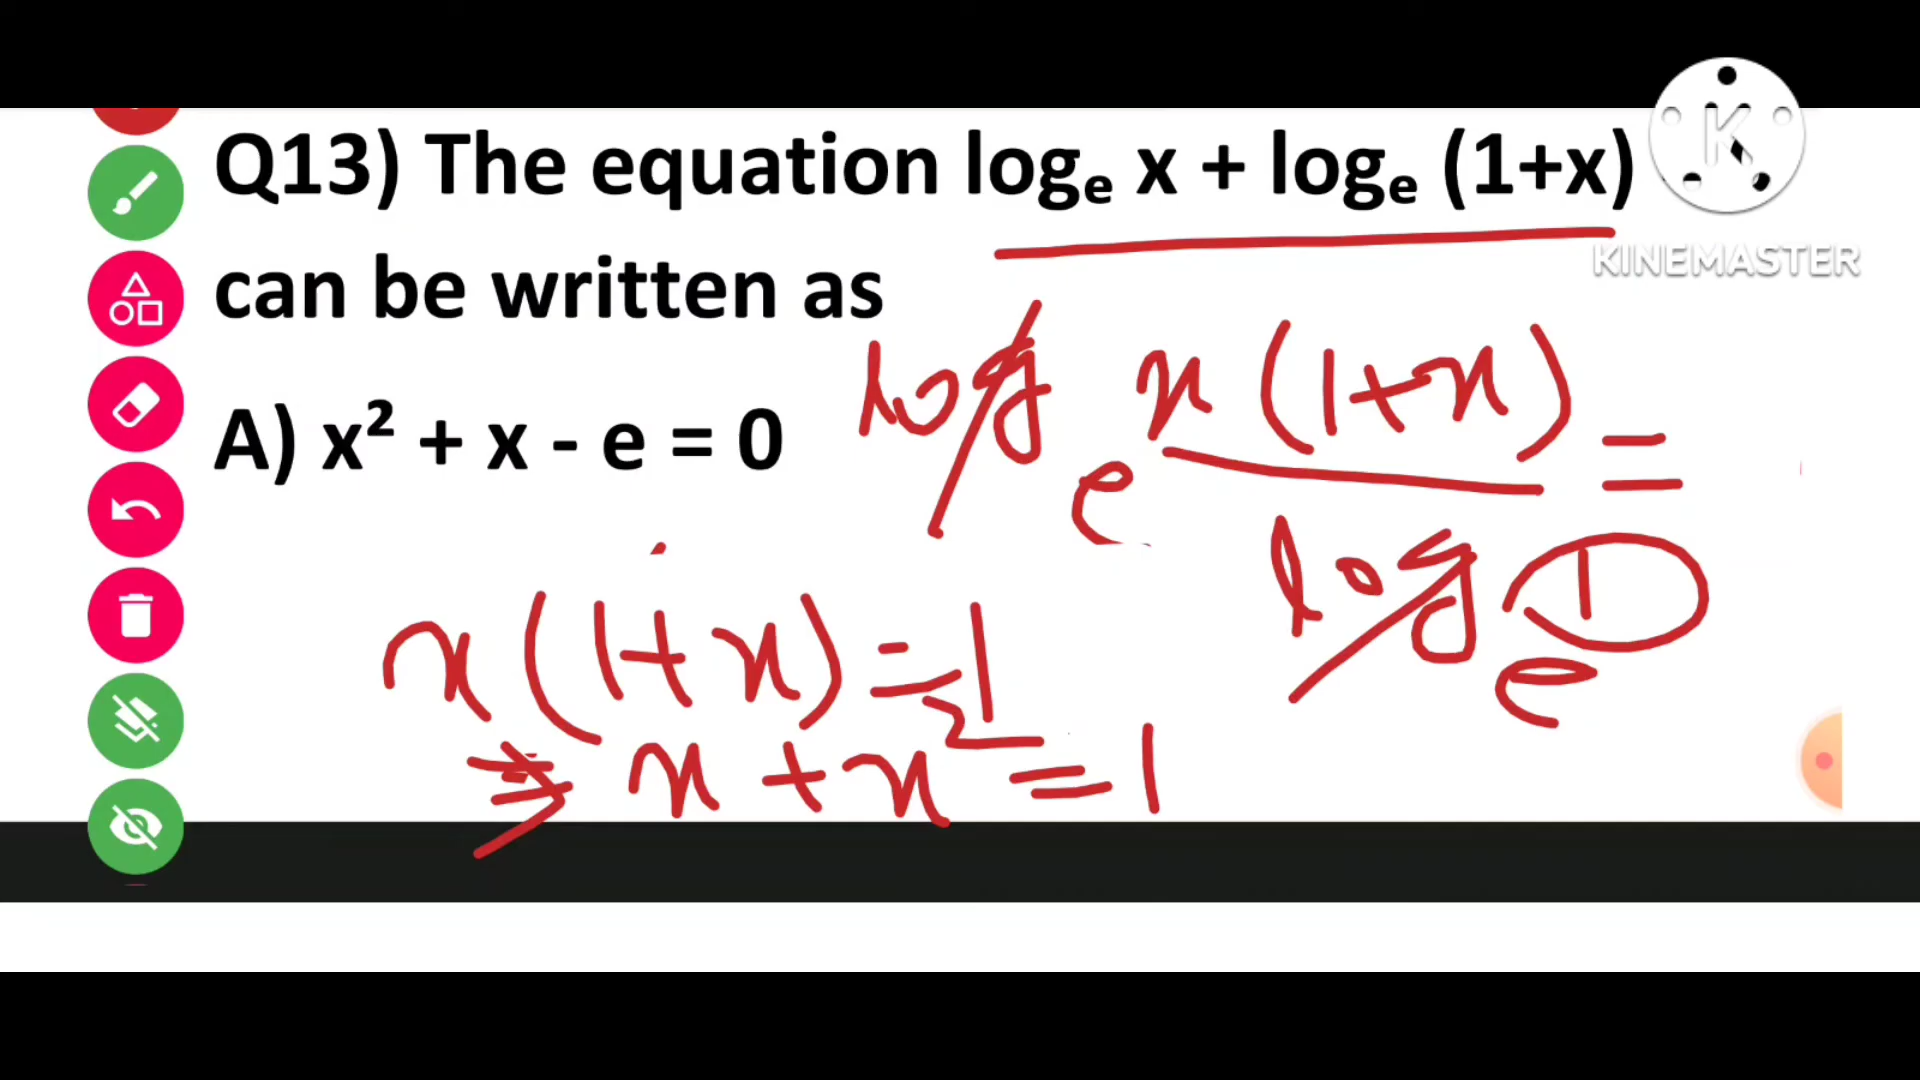 Q13) The equation logₑ x + logₑ (1+x)
KINEMASTER
can be written as
A) x² + x - e = 0
log e x(1+x) =
log e 1
x(1+x) = 1
⇒ x + x² = 1